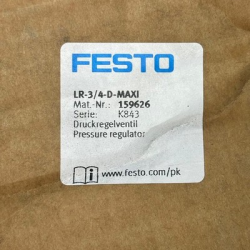 FESTO
LR-3/4-D-MAXI
Mat.-Nr.: 159626
Serie: K843
Druckregelventil
Pressure regulator
www.festo.com/pk